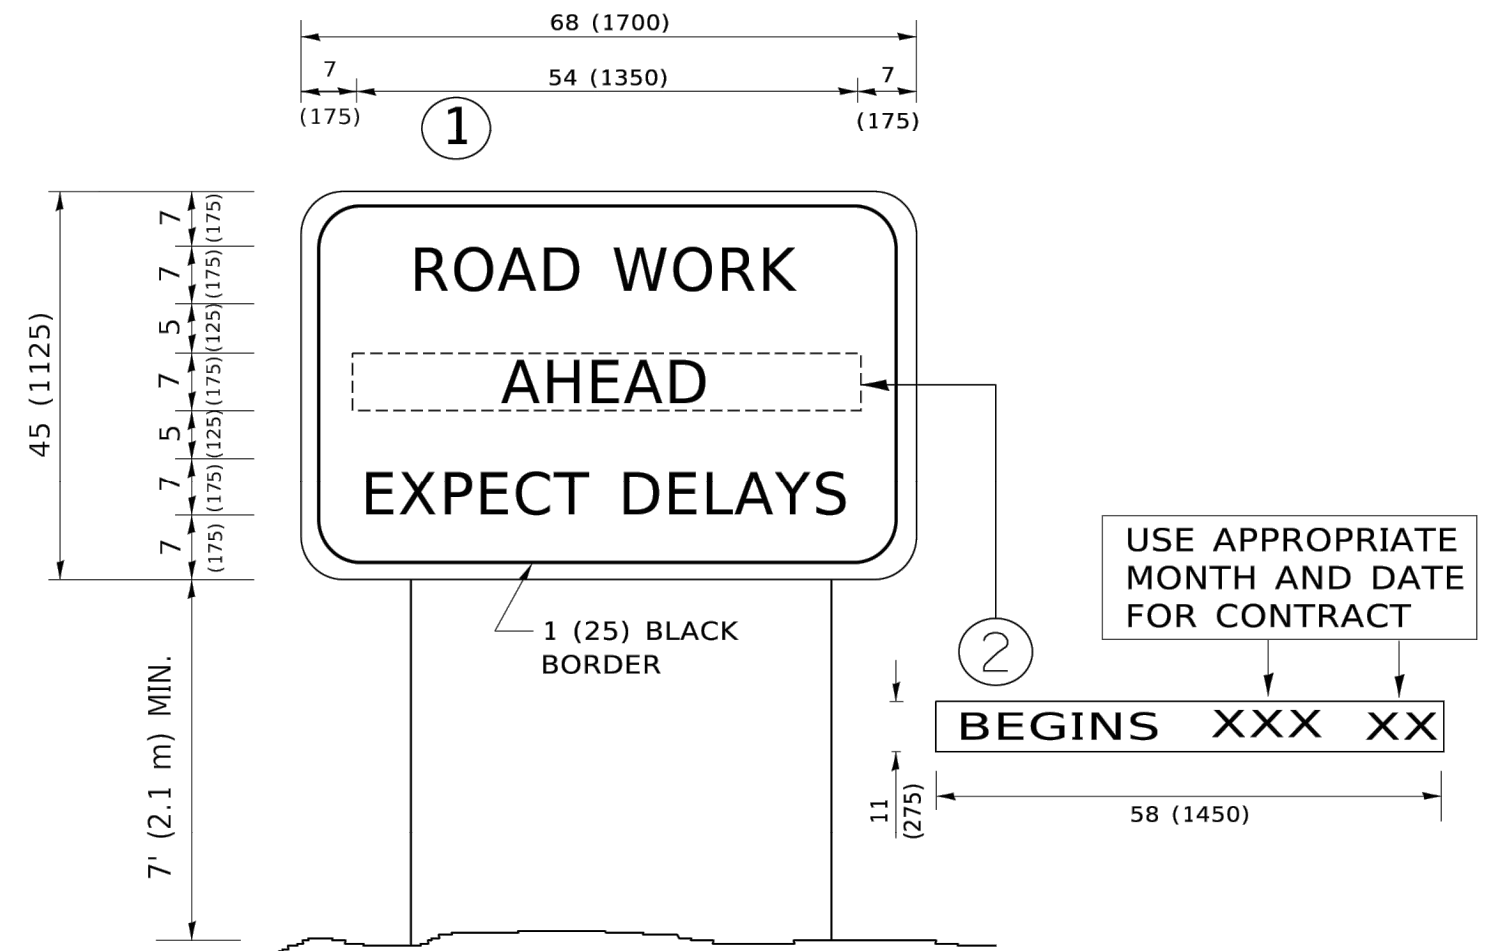 68 (1700)
7
54 (1350)
7
(175)
(175)
1
7 (175)
7 (175)
5 (125)
7 (175)
5 (125)
7 (175)
7 (175)
45 (1125)
ROAD WORK
AHEAD
EXPECT DELAYS
1 (25) BLACK
BORDER
7' (2.1 m) MIN.
2
USE APPROPRIATE
MONTH AND DATE
FOR CONTRACT
BEGINS XXX XX
11
(275)
58 (1450)